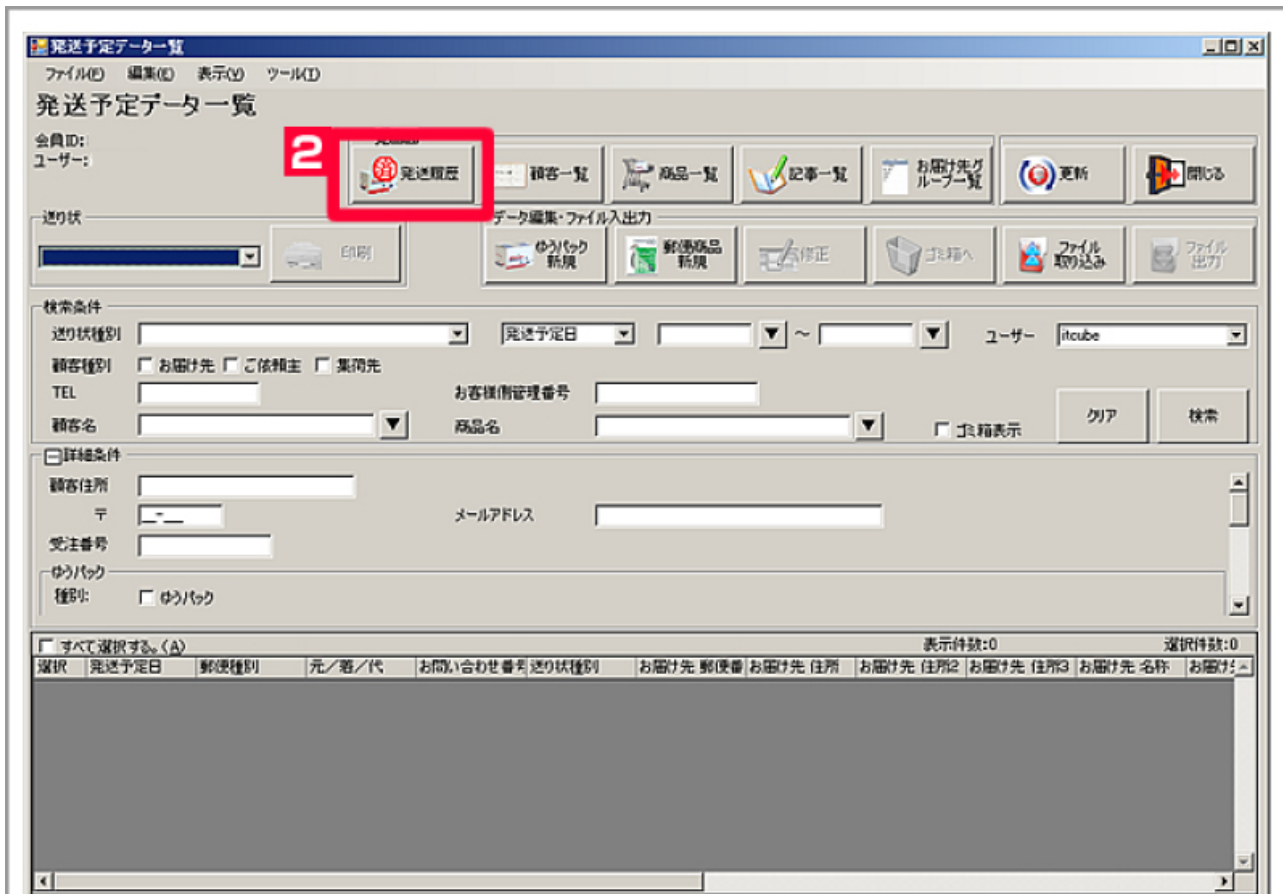 発送予定データ一覧
ファイル(F) 編集(E) 表示(V) ツール(T)
発送予定データ一覧
会員ID:
ユーザー:
2
発送履歴 顧客一覧 商品一覧 記事一覧 お届け先グループ一覧 更新 閉じる
送り状 データ編集・ファイル入出力
印刷 ゆうパック新規 郵便商品新規 修正 ゴミ箱へ ファイル取り込み ファイル出力
検索条件
送り状種別 発送予定日 ～ ユーザー itcube
顧客種別 お届け先 ご依頼主 集荷先
TEL お客様側管理番号
顧客名 商品名 ゴミ箱表示 クリア 検索
詳細条件
顧客住所
〒 __-__ メールアドレス
受注番号
ゆうパック
種別: ゆうパック
すべて選択する。(A) 表示件数:0 選択件数:0
選択 発送予定日 郵便種別 元／着／代 お問い合わせ番号 送り状種別 お届け先 郵便番 お届け先 住所 お届け先 住所2 お届け先 住所3 お届け先 名称 お届け